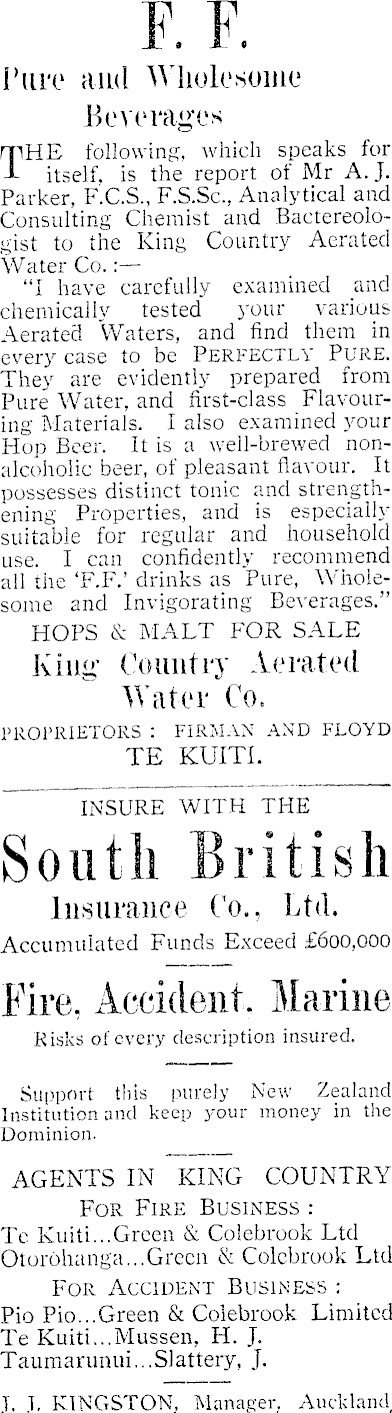 F. F.
Pure and Wholesome
Beverages
THE following, which speaks for
itself, is the report of Mr A. J.
Parker, F.C.S., F.S.Sc., Analytical and
Consulting Chemist and Bactereolo-
gist to the King Country Aerated
Water Co.:—
"I have carefully examined and
chemically tested your various
Aerated Waters, and find them in
every case to be PERFECTLY PURE.
They are evidently prepared from
Pure Water, and first-class Flavour-
ing Materials. I also examined your
Hop Beer. It is a well-brewed non-
alcoholic beer, of pleasant flavour. It
possesses distinct tonic and strength-
ening Properties, and is especially
suitable for regular and household
use. I can confidently recommend
all the 'F.F.' drinks as Pure, Whole-
some and Invigorating Beverages."
HOPS & MALT FOR SALE
King Country Aerated
Water Co.
PROPRIETORS : FIRMAN AND FLOYD
TE KUITI.
INSURE WITH THE
South British
Insurance Co., Ltd.
Accumulated Funds Exceed £600,000
Fire, Accident. Marine
Risks of every description insured.
Support this purely New Zealand
Institution and keep your money in the
Dominion.
AGENTS IN KING COUNTRY
FOR FIRE BUSINESS :
Te Kuiti...Green & Colebrook Ltd
Otorohanga...Green & Colebrook Ltd
FOR ACCIDENT BUSINESS :
Pio Pio...Green & Colebrook Limited
Te Kuiti...Mussen, H. J.
Taumarunui...Slattery, J.
J. J. KINGSTON, Manager, Auckland,